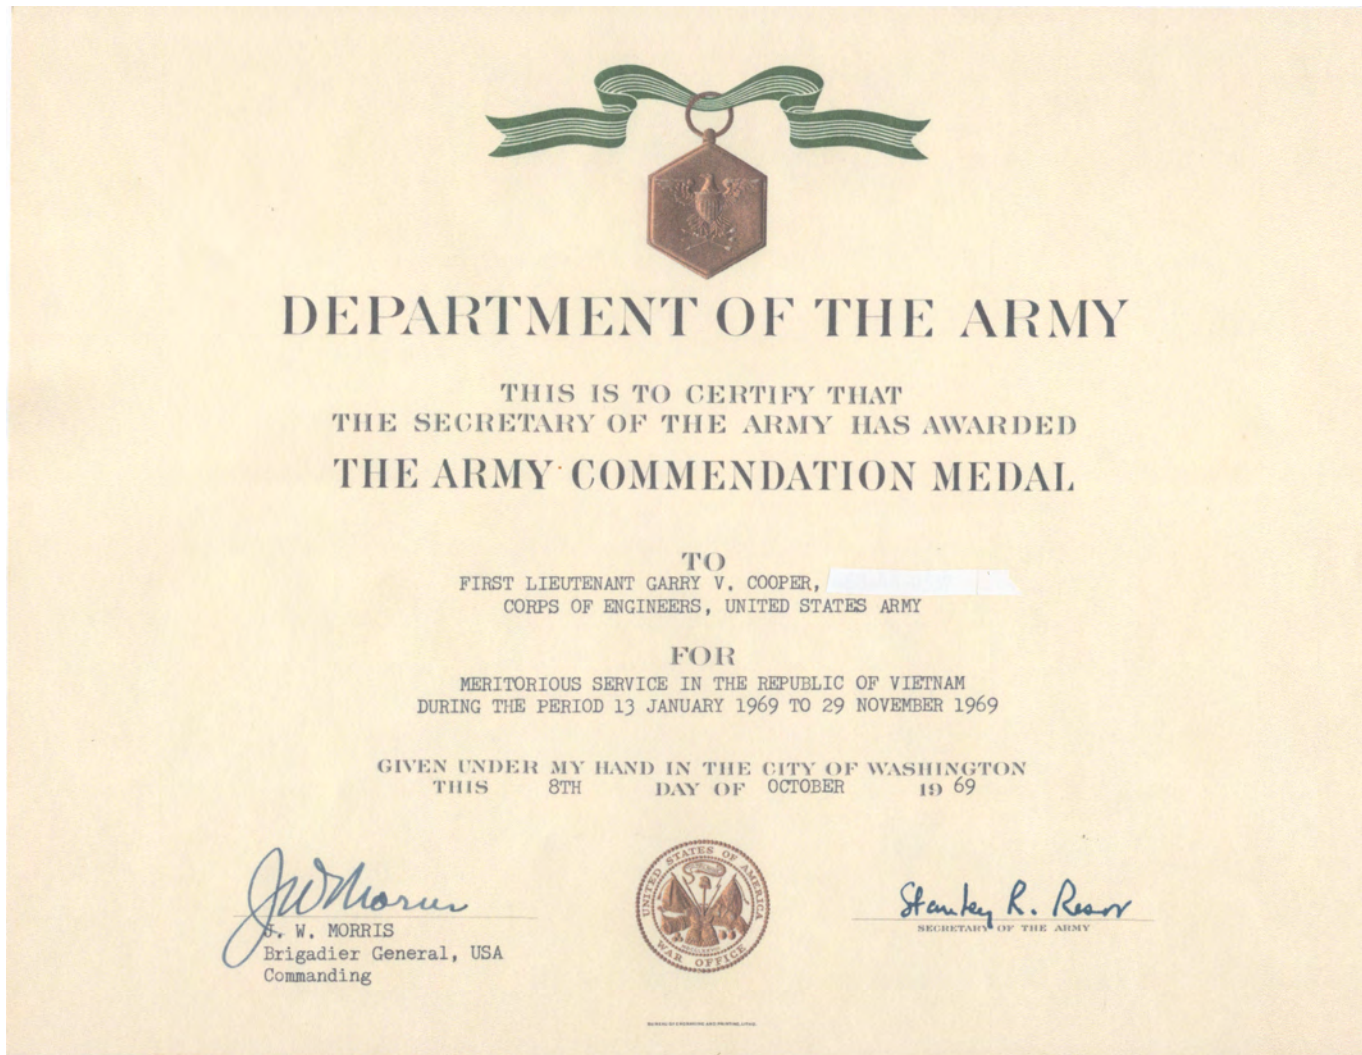 DEPARTMENT OF THE ARMY
THIS IS TO CERTIFY THAT
THE SECRETARY OF THE ARMY HAS AWARDED
THE ARMY COMMENDATION MEDAL
TO
FIRST LIEUTENANT GARRY V. COOPER,
CORPS OF ENGINEERS, UNITED STATES ARMY
FOR
MERITORIOUS SERVICE IN THE REPUBLIC OF VIETNAM
DURING THE PERIOD 13 JANUARY 1969 TO 29 NOVEMBER 1969
GIVEN UNDER MY HAND IN THE CITY OF WASHINGTON
THIS 8TH DAY OF OCTOBER 19 69
JW Morris
J. W. MORRIS
Brigadier General, USA
Commanding
UNITED STATES OF AMERICA
WAR OFFICE
Stanley R. Resor
SECRETARY OF THE ARMY